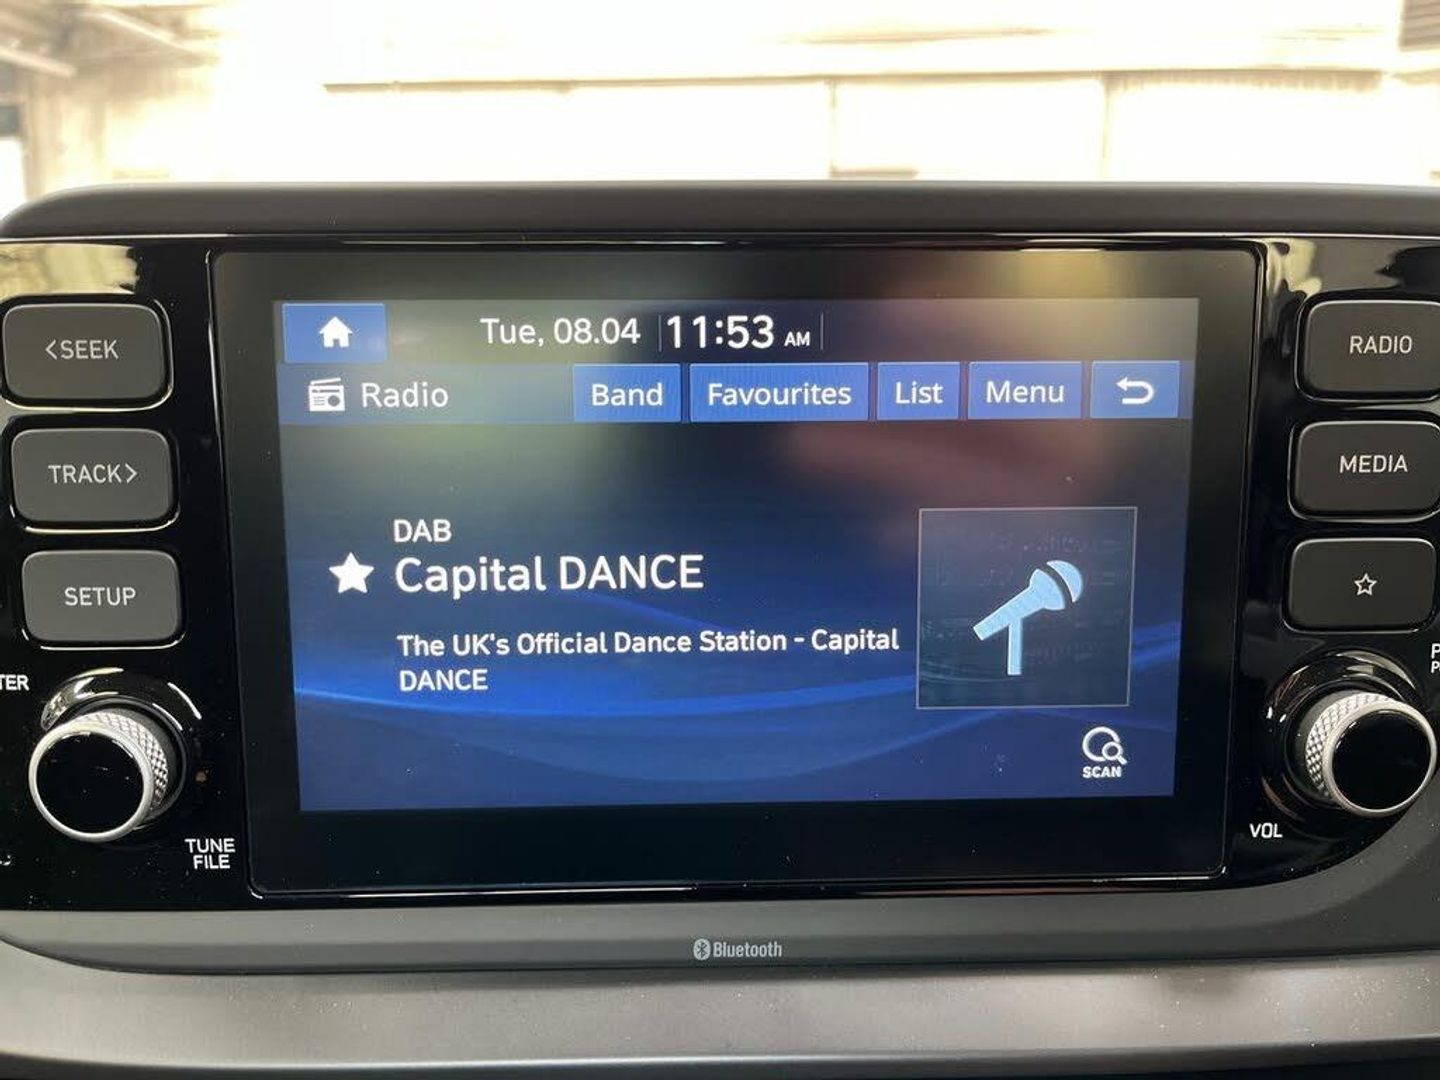 Tue, 08.04 11:53 AM
Radio Band Favourites List Menu
<SEEK
TRACK>
SETUP
RADIO
MEDIA
DAB
Capital DANCE
The UK's Official Dance Station - Capital
DANCE
SCAN
TUNE
FILE
VOL
Bluetooth